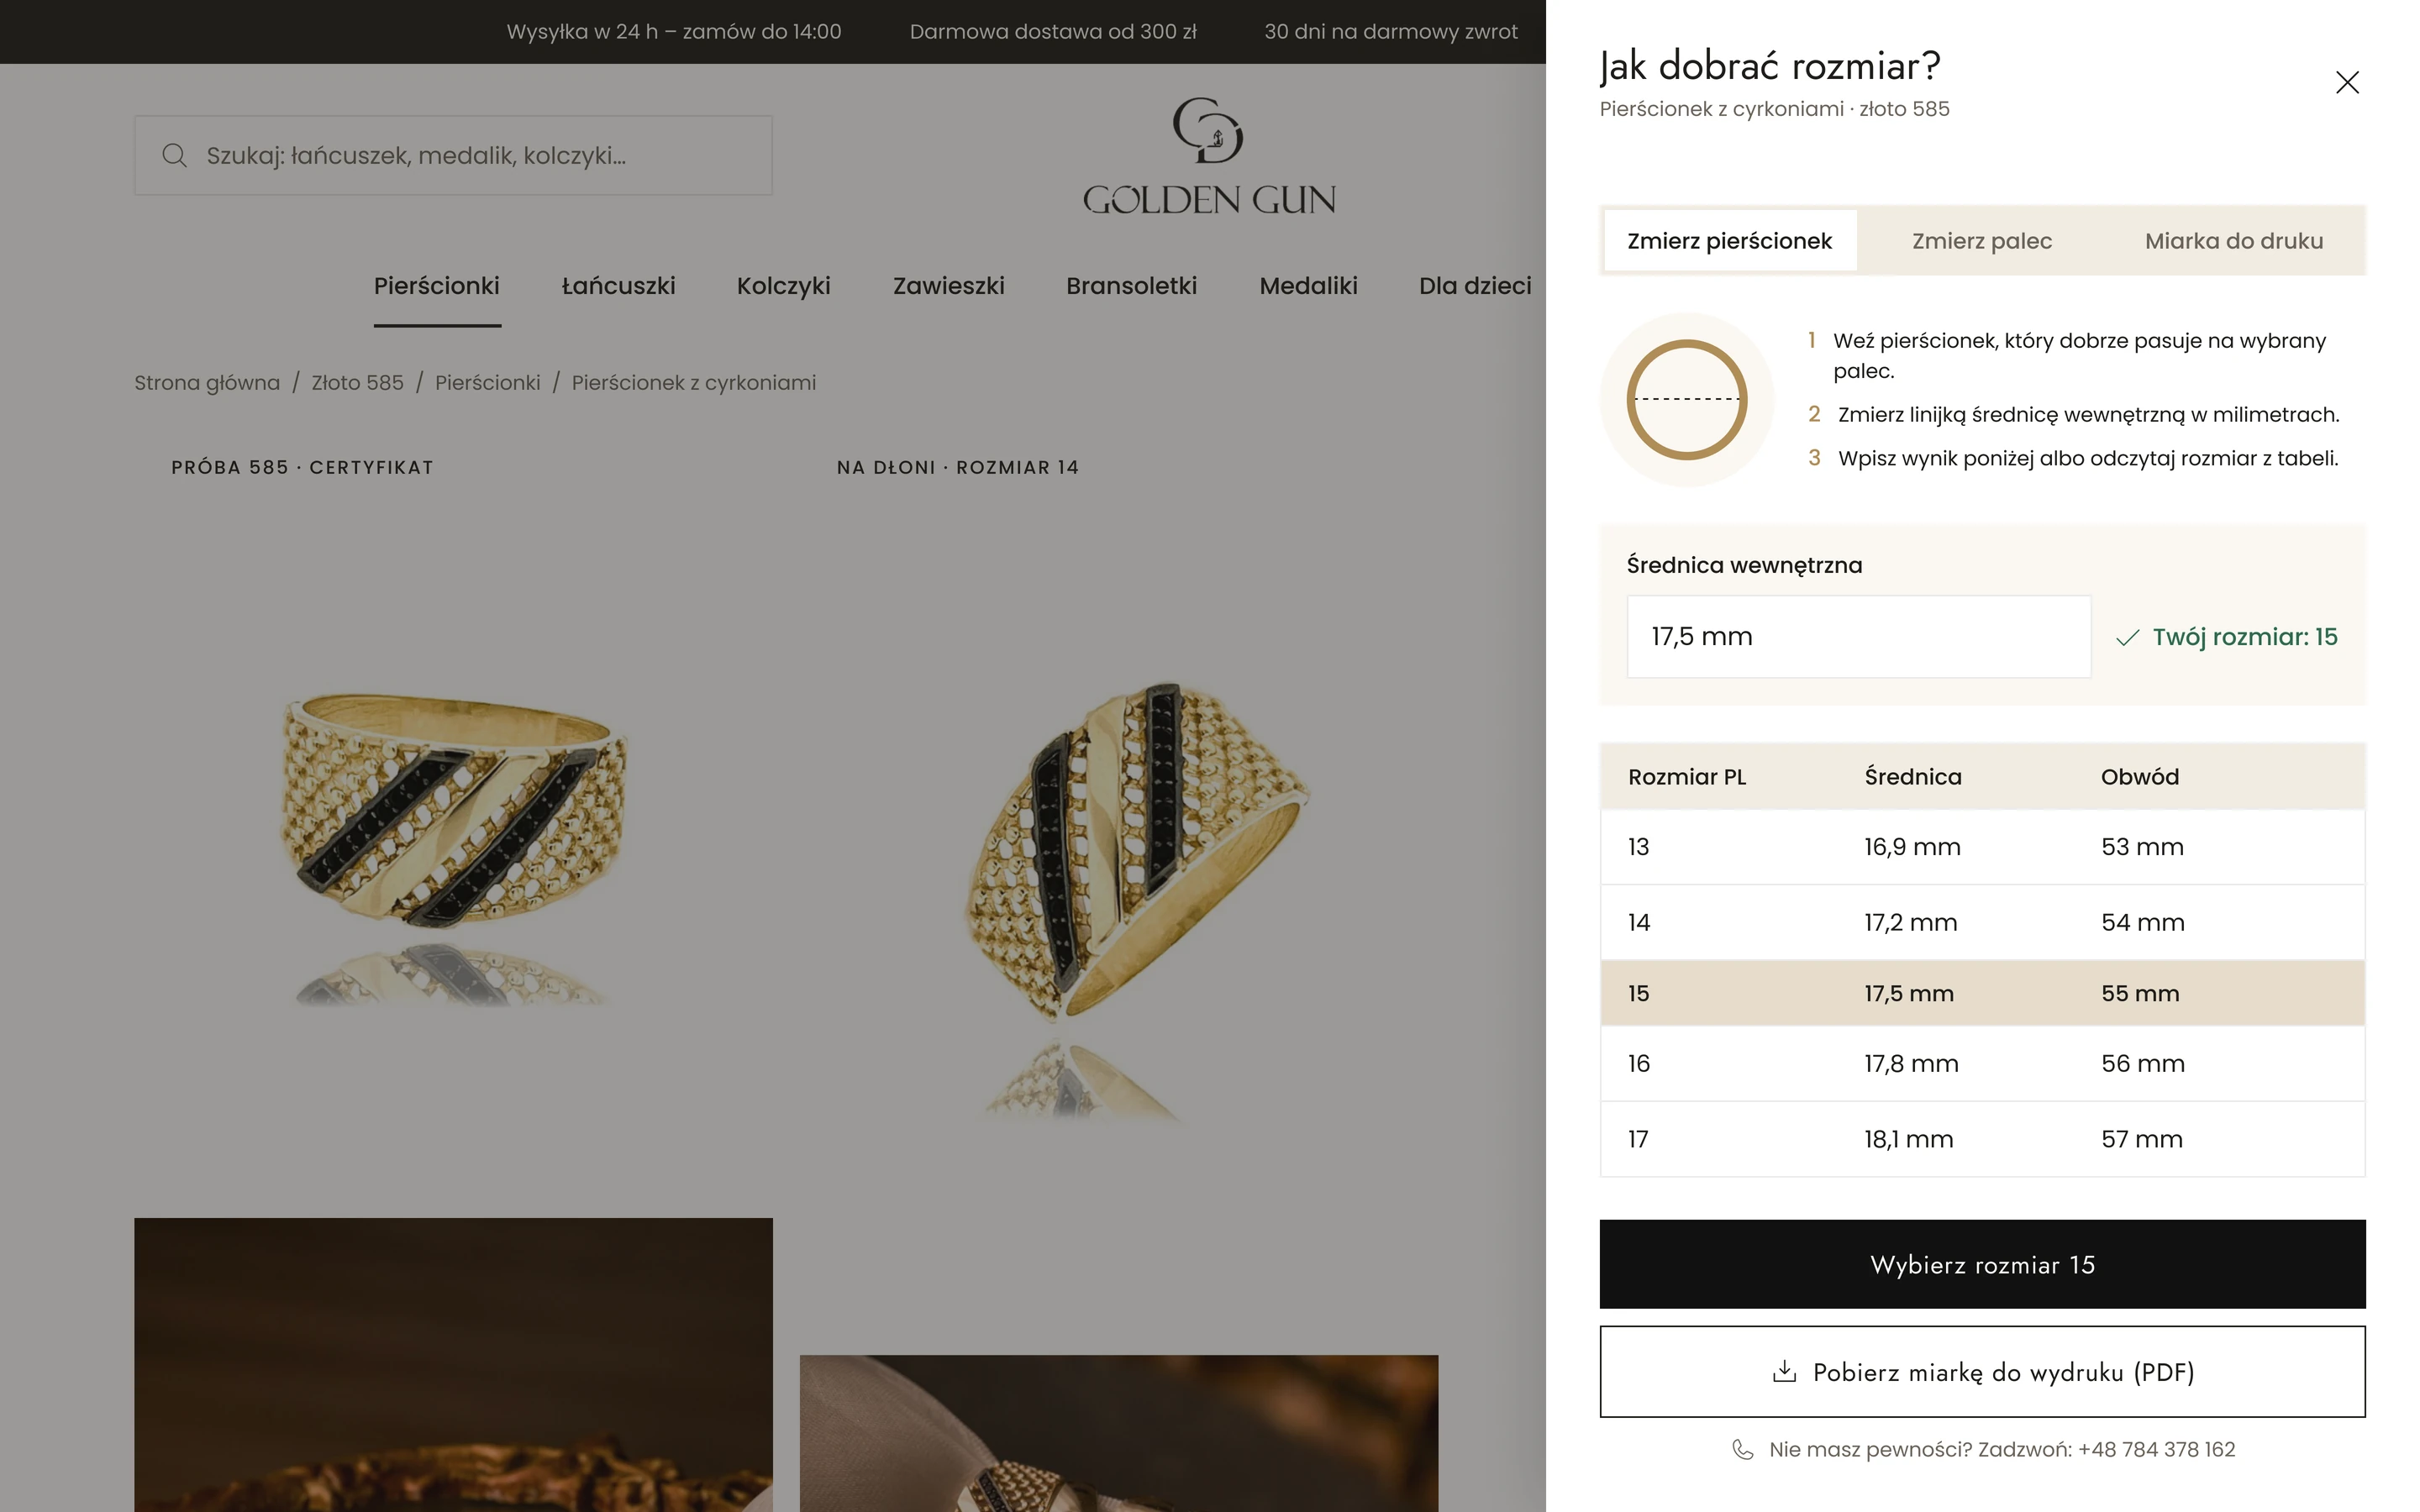 Wysyłka w 24 h – zamów do 14:00
Darmowa dostawa od 300 zł
30 dni na darmowy zwrot
Szukaj: łańcuszek, medalik, kolczyki...
GOLDEN GUN
Pierścionki
Łańcuszki
Kolczyki
Zawieszki
Bransoletki
Medaliki
Dla dzieci
Strona główna / Złoto 585 / Pierścionki / Pierścionek z cyrkoniami
PRÓBA 585 · CERTYFIKAT
NA DŁONI · ROZMIAR 14
Jak dobrać rozmiar?
Pierścionek z cyrkoniami · złoto 585
Zmierz pierścionek
Zmierz palec
Miarka do druku
1 Weź pierścionek, który dobrze pasuje na wybrany
palec.
2 Zmierz linijką średnicę wewnętrzną w milimetrach.
3 Wpisz wynik poniżej albo odczytaj rozmiar z tabeli.
Średnica wewnętrzna
17,5 mm
Twój rozmiar: 15
Rozmiar PL Średnica Obwód
13 16,9 mm 53 mm
14 17,2 mm 54 mm
15 17,5 mm 55 mm
16 17,8 mm 56 mm
17 18,1 mm 57 mm
Wybierz rozmiar 15
Pobierz miarkę do wydruku (PDF)
Nie masz pewności? Zadzwoń: +48 784 378 162